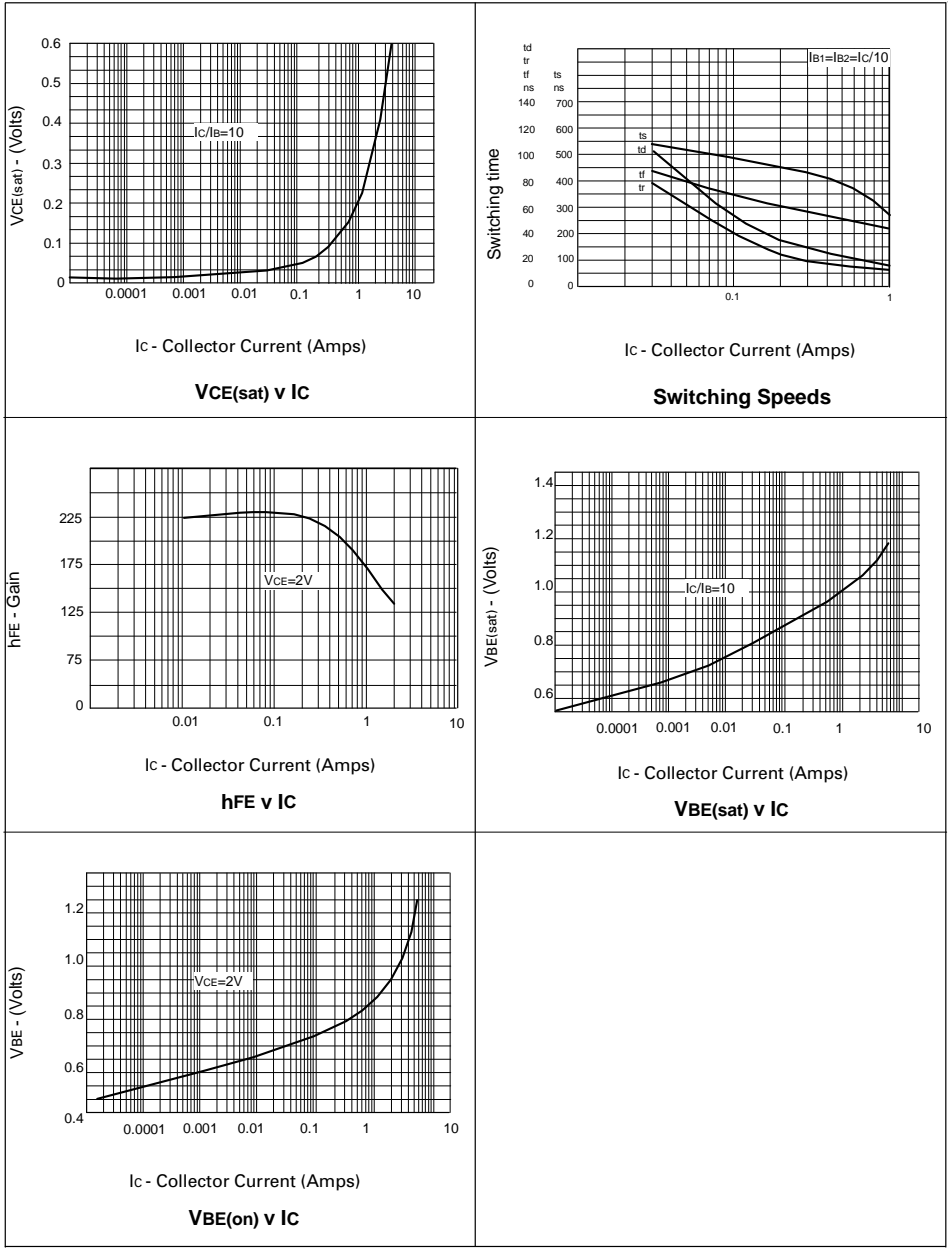 0.6
0.5
0.4
0.3
0.2
0.1
0
VCE(sat) - (Volts)
IC/IB=10
0.0001 0.001 0.01 0.1 1 10
IC - Collector Current (Amps)
VCE(sat) v IC
td
tr
tf ts
ns ns
140 700
120 600
100 500
80 400
60 300
40 200
20 100
0 0
Switching time
IB1=IB2=IC/10
ts
td
tf
tr
0.1 1
IC - Collector Current (Amps)
Switching Speeds
225
175
125
75
0
hFE - Gain
VCE=2V
0.01 0.1 1 10
IC - Collector Current (Amps)
hFE v IC
1.4
1.2
1.0
0.8
0.6
VBE(sat) - (Volts)
IC/IB=10
0.0001 0.001 0.01 0.1 1 10
IC - Collector Current (Amps)
VBE(sat) v IC
1.2
1.0
0.8
0.6
0.4
VBE - (Volts)
VCE=2V
0.0001 0.001 0.01 0.1 1 10
IC - Collector Current (Amps)
VBE(on) v IC